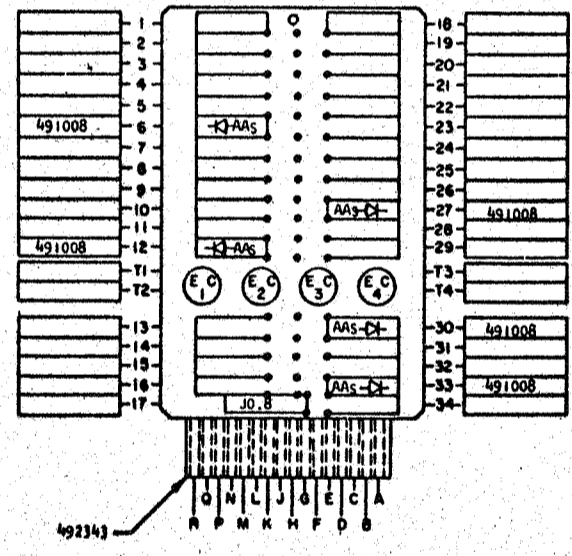 1 18
2 19
3 20
4 21
5 22
491008 6 AAS 23
7 24
8 25
9 26
10 AAS 27 491008
11 28
491008 12 AAS 29
T1 E C 1 E C 2 E C 3 E C 4 T3
T2 T4
13 AAS 30 491008
14 31
15 32
16 AAS 33 491008
17 J0.8 34
Q N L J G E C A
R P M K H F D B
492343